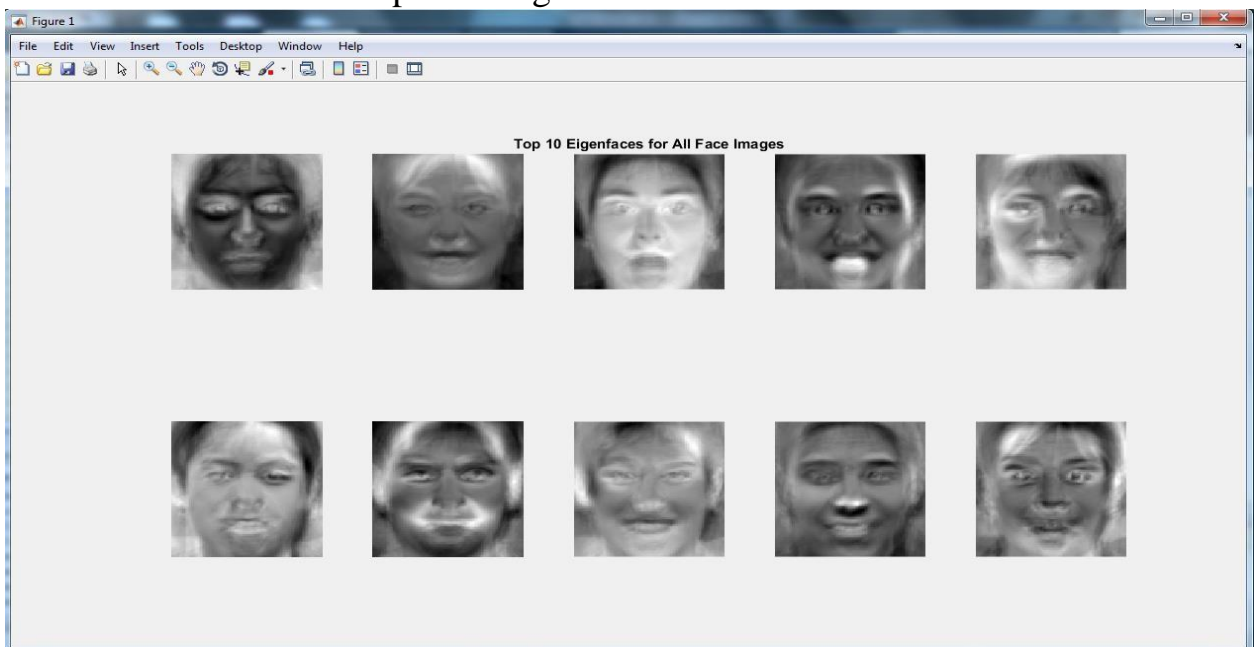 Figure 1
File Edit View Insert Tools Desktop Window Help
Top 10 Eigenfaces for All Face Images